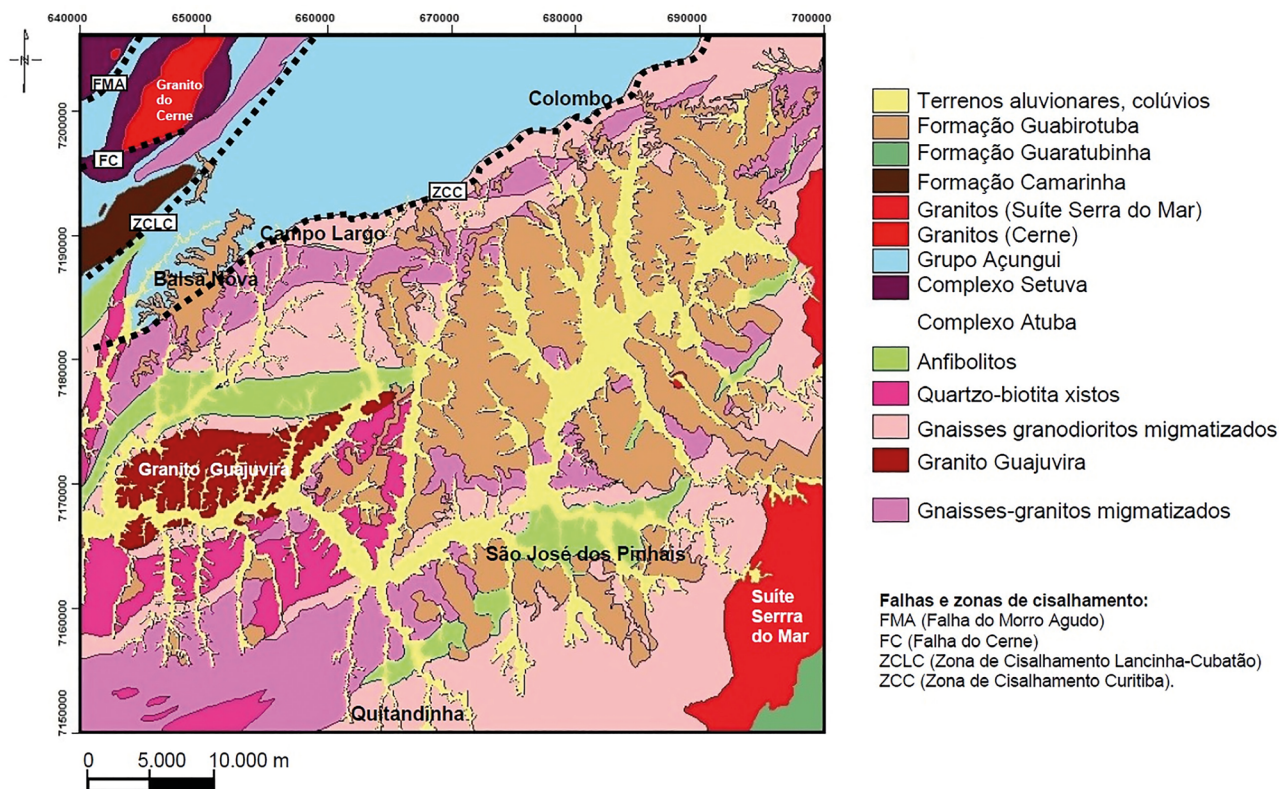 640000 650000 660000 670000 680000 690000 700000
N
7200000
7190000
7180000
7170000
7160000
7150000
FMA
Granito
do
Cerne
FC
ZCLC
ZCC
Colombo
Campo Largo
Balsa Nova
Granito Guajuvira
São José dos Pinhais
Suíte
Serrra
do Mar
Quitandinha
0 5.000 10.000 m
Terrenos aluvionares, colúvios
Formação Guabirotuba
Formação Guaratubinha
Formação Camarinha
Granitos (Suíte Serra do Mar)
Granitos (Cerne)
Grupo Açungui
Complexo Setuva
Complexo Atuba
Anfibolitos
Quartzo-biotita xistos
Gnaisses granodioritos migmatizados
Granito Guajuvira
Gnaisses-granitos migmatizados
Falhas e zonas de cisalhamento:
FMA (Falha do Morro Agudo)
FC (Falha do Cerne)
ZCLC (Zona de Cisalhamento Lancinha-Cubatão)
ZCC (Zona de Cisalhamento Curitiba).